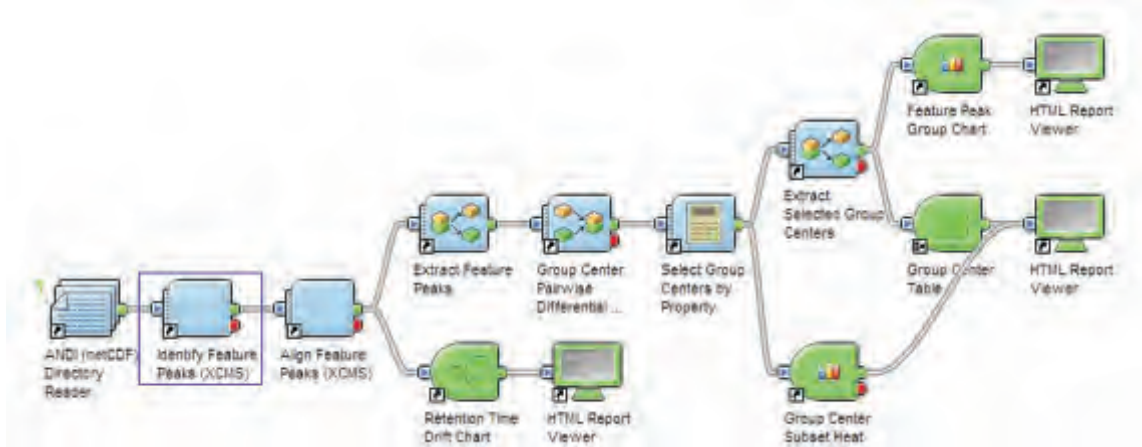 Feature Peak
Group Chart
HTML Report
Viewer
Extract
Selected Group
Centers
Extract Feature
Peaks
Group Center
Pairwise
Differential ...
Select Group
Centers by
Property
Group Center
Table
HTML Report
Viewer
ANDI (netCDF)
Directory
Reader
Identify Feature
Peaks (XCMS)
Align Feature
Peaks (XCMS)
Retention Time
Drift Chart
HTML Report
Viewer
Group Center
Subset Heat